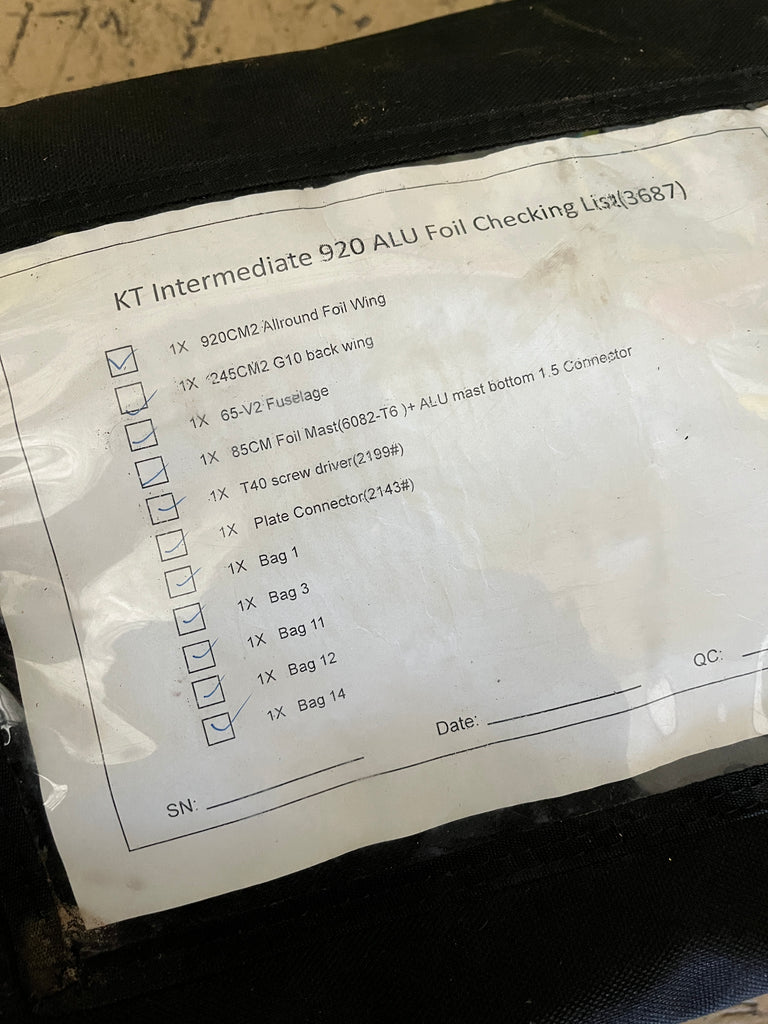 KT Intermediate 920 ALU Foil Checking List(3687)
1X 920CM2 Allround Foil Wing
1X 245CM2 G10 back wing
1X 65-V2 Fuselage
1X 85CM Foil Mast(6082-T6 )+ ALU mast bottom 1.5 Connector
1X T40 screw driver(2199#)
1X Plate Connector(2143#)
1X Bag 1
1X Bag 3
1X Bag 11
1X Bag 12
1X Bag 14
SN: Date: QC: